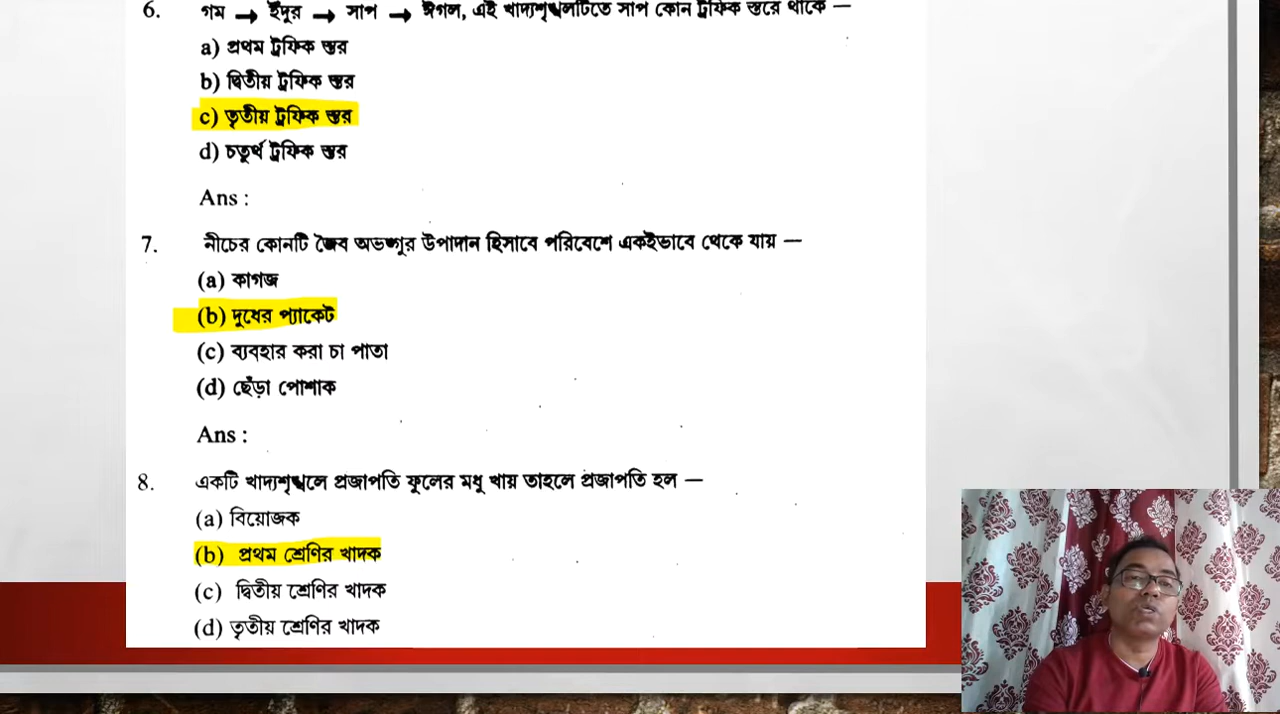 6. গম → ইঁদুর → সাপ → ঈগল, এই খাদ্যশৃঙ্খলটিতে সাপ কোন ট্রফিক স্তরে থাকে —
a) প্রথম ট্রফিক স্তর
b) দ্বিতীয় ট্রফিক স্তর
c) তৃতীয় ট্রফিক স্তর
d) চতুর্থ ট্রফিক স্তর
Ans :
7. নীচের কোনটি জৈব অভঙ্গুর উপাদান হিসাবে পরিবেশে একইভাবে থেকে যায় —
(a) কাগজ
(b) দুধের প্যাকেট
(c) ব্যবহার করা চা পাতা
(d) ছেঁড়া পোশাক
Ans :
8. একটি খাদ্যশৃঙ্খলে প্রজাপতি ফুলের মধু খায় তাহলে প্রজাপতি হল —
(a) বিয়োজক
(b) প্রথম শ্রেণির খাদক
(c) দ্বিতীয় শ্রেণির খাদক
(d) তৃতীয় শ্রেণির খাদক